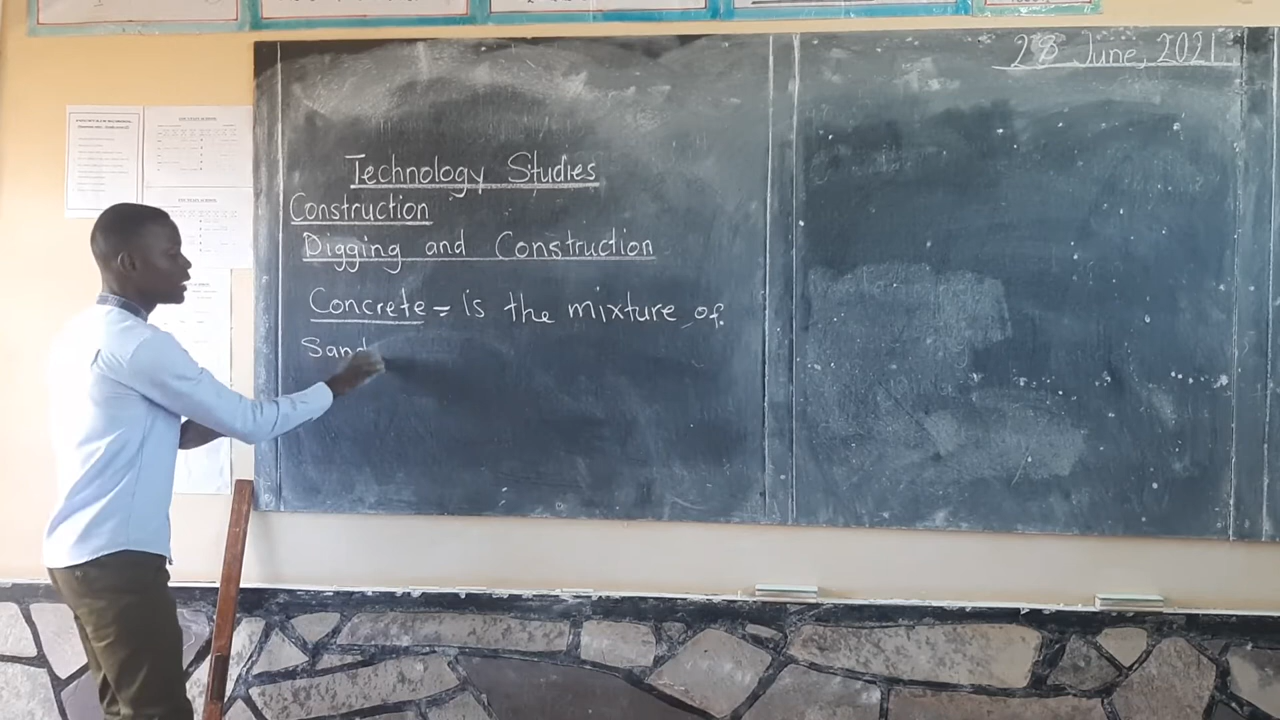 28 June, 2021
Technology Studies
Construction
Digging and Construction
Concrete = is the mixture of
Sand